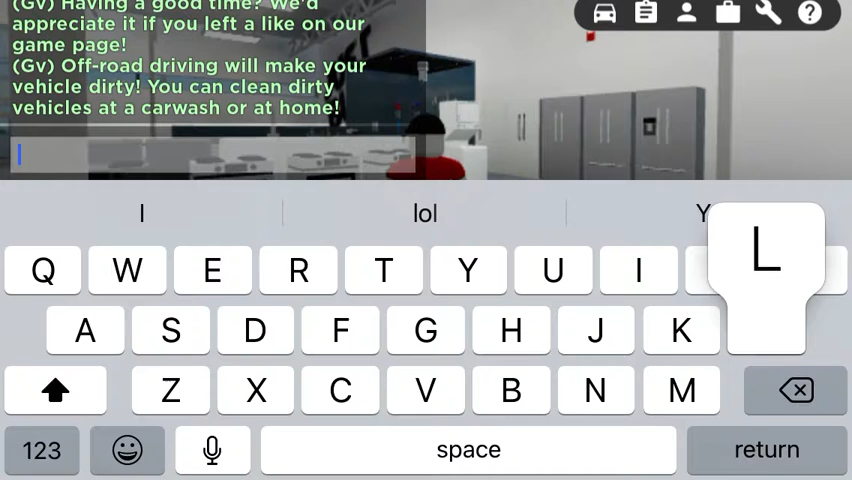 (Gv) Having a good time? We'd
appreciate it if you left a like on our
game page!
(Gv) Off-road driving will make your
vehicle dirty! You can clean dirty
vehicles at a carwash or at home!
I
lol
Y
Q W E R T Y U I
A S D F G H J K L
Z X C V B N M
123
space
return